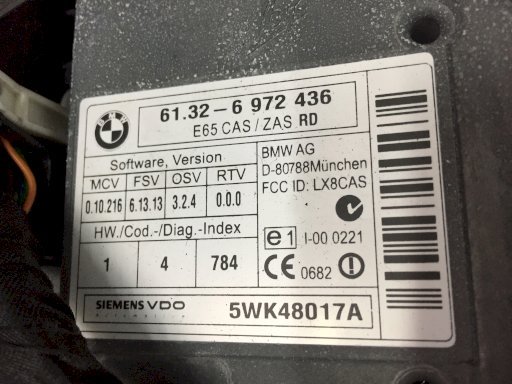 61.32-6 972 436
E65 CAS / ZAS RD
Software, Version
MCV FSV OSV RTV
0.10.216 6.13.13 3.2.4 0.0.0
HW./Cod.-/Diag.-Index
1 4 784
BMW AG
D-80788München
FCC ID: LX8CAS
e1 I-00 0221
CE 0682
SIEMENS VDO
Automotive
5WK48017A